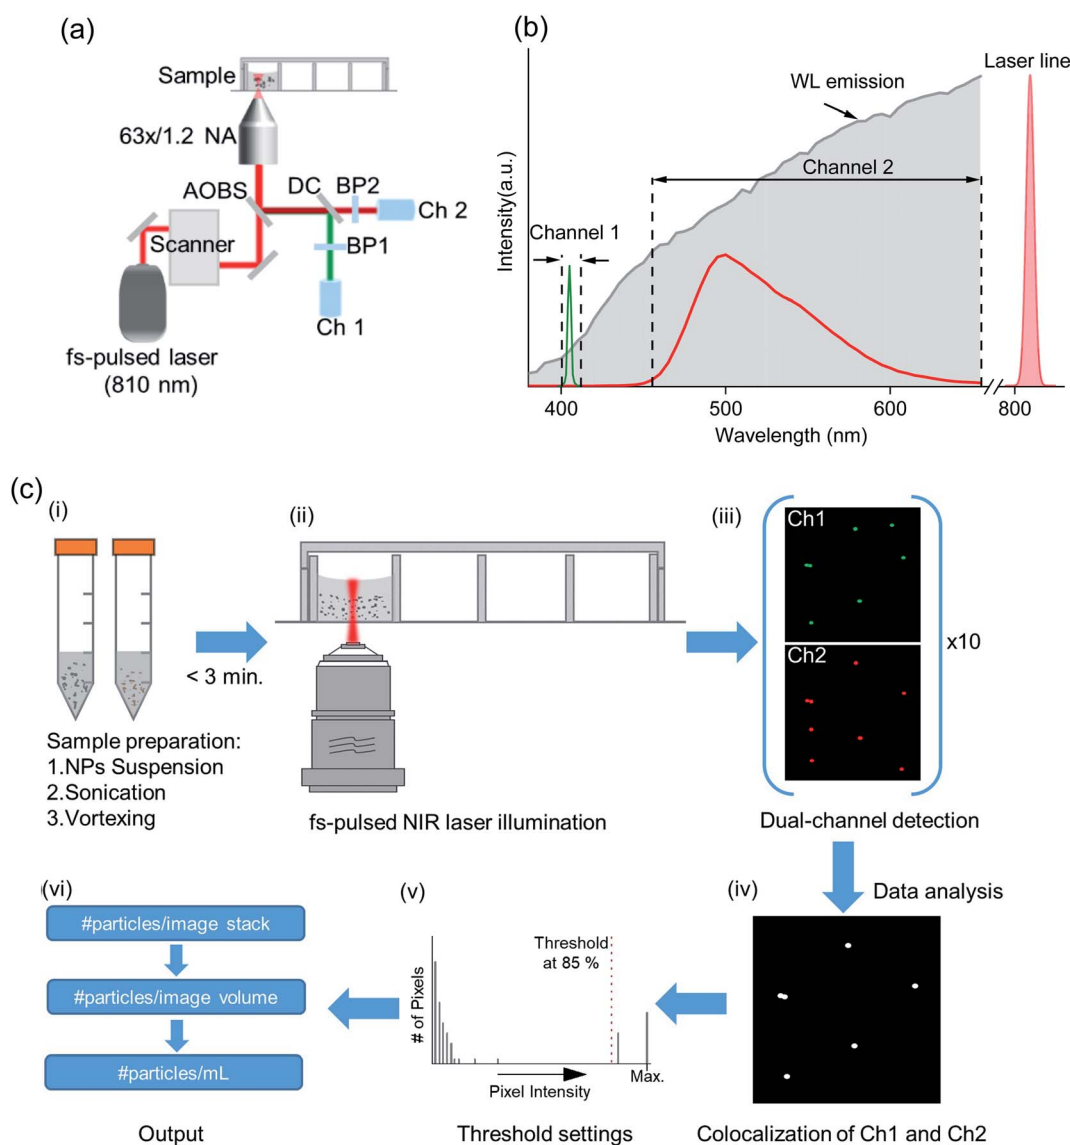 (a)
Sample
63x/1.2 NA
AOBS
DC
BP2
Ch 2
Scanner
BP1
Ch 1
fs-pulsed laser
(810 nm)
(b)
Laser line
WL emission
Channel 2
Channel 1
Intensity(a.u.)
400
500
600
800
Wavelength (nm)
(c)
(i)
< 3 min.
Sample preparation:
1.NPs Suspension
2.Sonication
3.Vortexing
(ii)
fs-pulsed NIR laser illumination
(iii)
Ch1
Ch2
x10
Dual-channel detection
Data analysis
(iv)
Colocalization of Ch1 and Ch2
(v)
Threshold
at 85 %
# of Pixels
Pixel Intensity
Max.
Threshold settings
(vi)
#particles/image stack
#particles/image volume
#particles/mL
Output